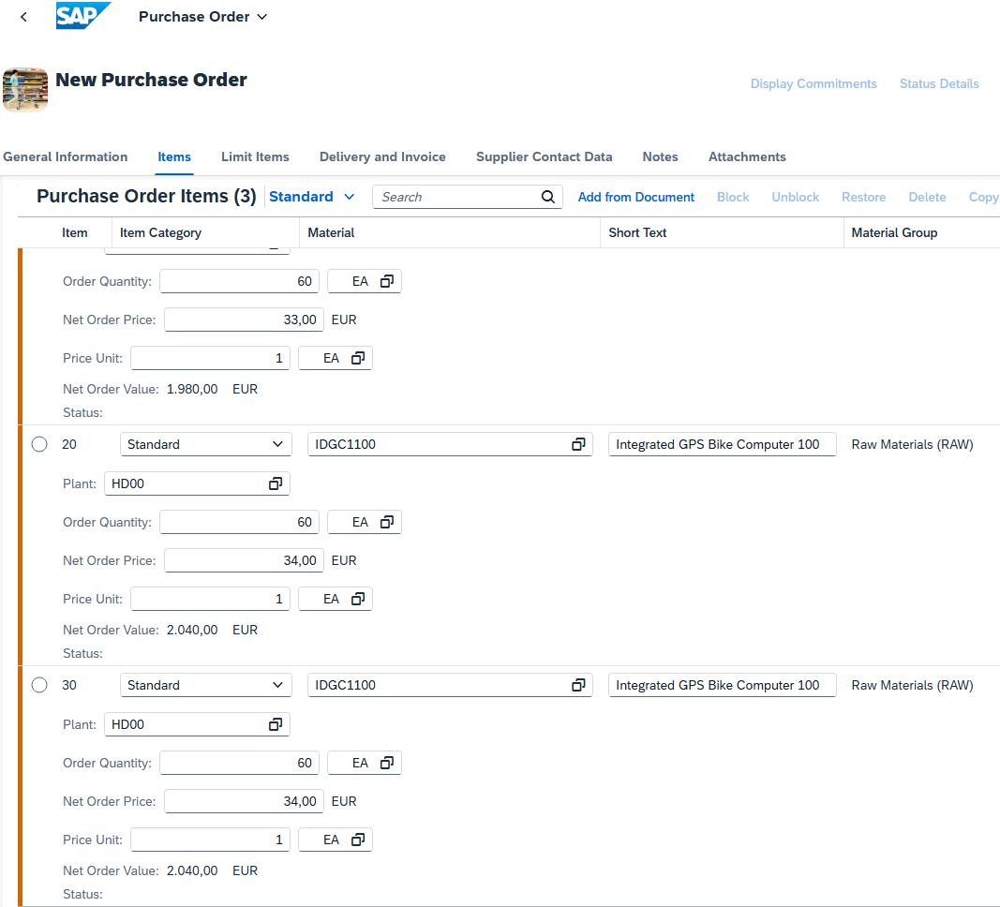 SAP Purchase Order
New Purchase Order
Display Commitments Status Details
General Information Items Limit Items Delivery and Invoice Supplier Contact Data Notes Attachments
Purchase Order Items (3) Standard Search Add from Document Block Unblock Restore Delete Copy
Item Item Category Material Short Text Material Group
Order Quantity: 60 EA
Net Order Price: 33,00 EUR
Price Unit: 1 EA
Net Order Value: 1.980,00 EUR
Status:
20 Standard IDGC1100 Integrated GPS Bike Computer 100 Raw Materials (RAW)
Plant: HD00
Order Quantity: 60 EA
Net Order Price: 34,00 EUR
Price Unit: 1 EA
Net Order Value: 2.040,00 EUR
Status:
30 Standard IDGC1100 Integrated GPS Bike Computer 100 Raw Materials (RAW)
Plant: HD00
Order Quantity: 60 EA
Net Order Price: 34,00 EUR
Price Unit: 1 EA
Net Order Value: 2.040,00 EUR
Status: